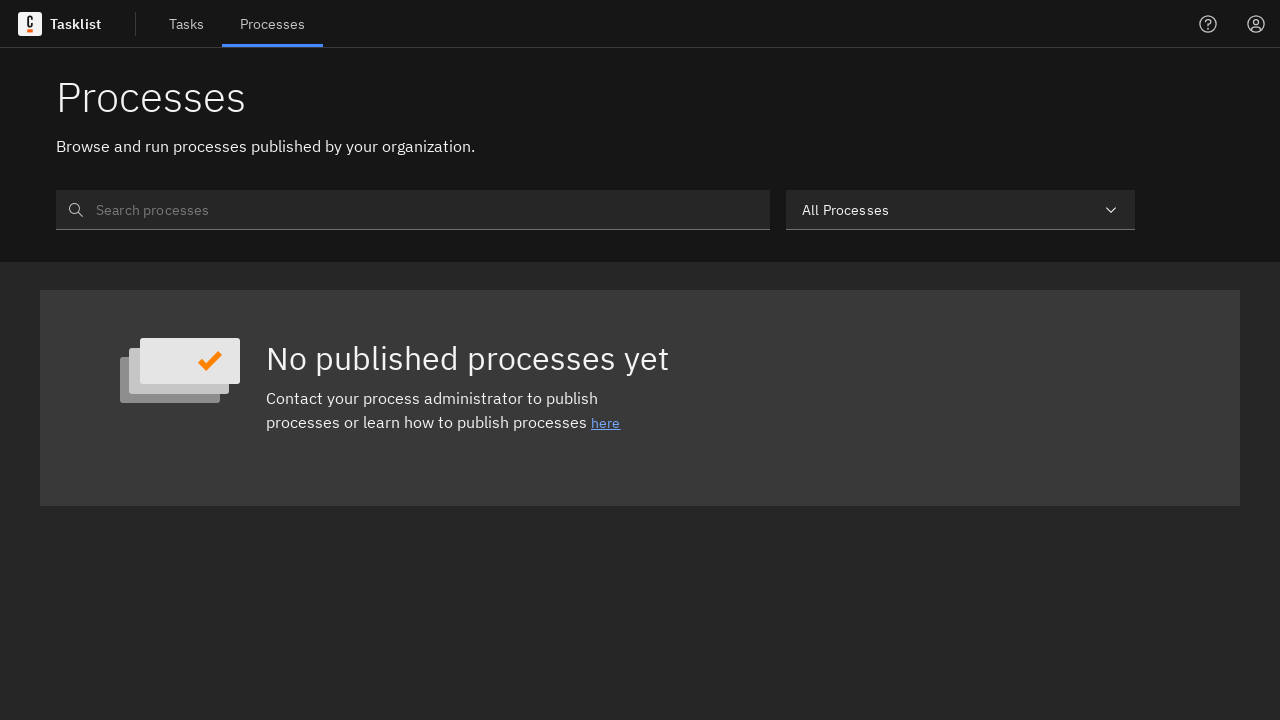 Tasklist
Tasks
Processes
Processes
Browse and run processes published by your organization.
Search processes
All Processes
No published processes yet
Contact your process administrator to publish
processes or learn how to publish processes here